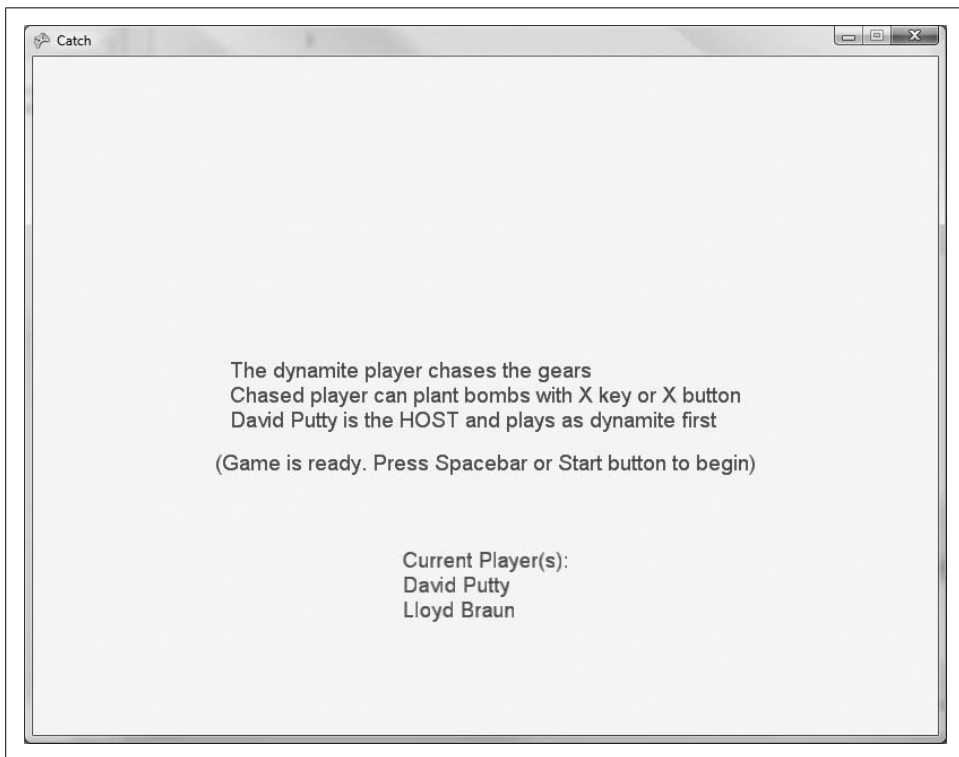 Catch
The dynamite player chases the gears
Chased player can plant bombs with X key or X button
David Putty is the HOST and plays as dynamite first
(Game is ready. Press Spacebar or Start button to begin)
Current Player(s):
David Putty
Lloyd Braun